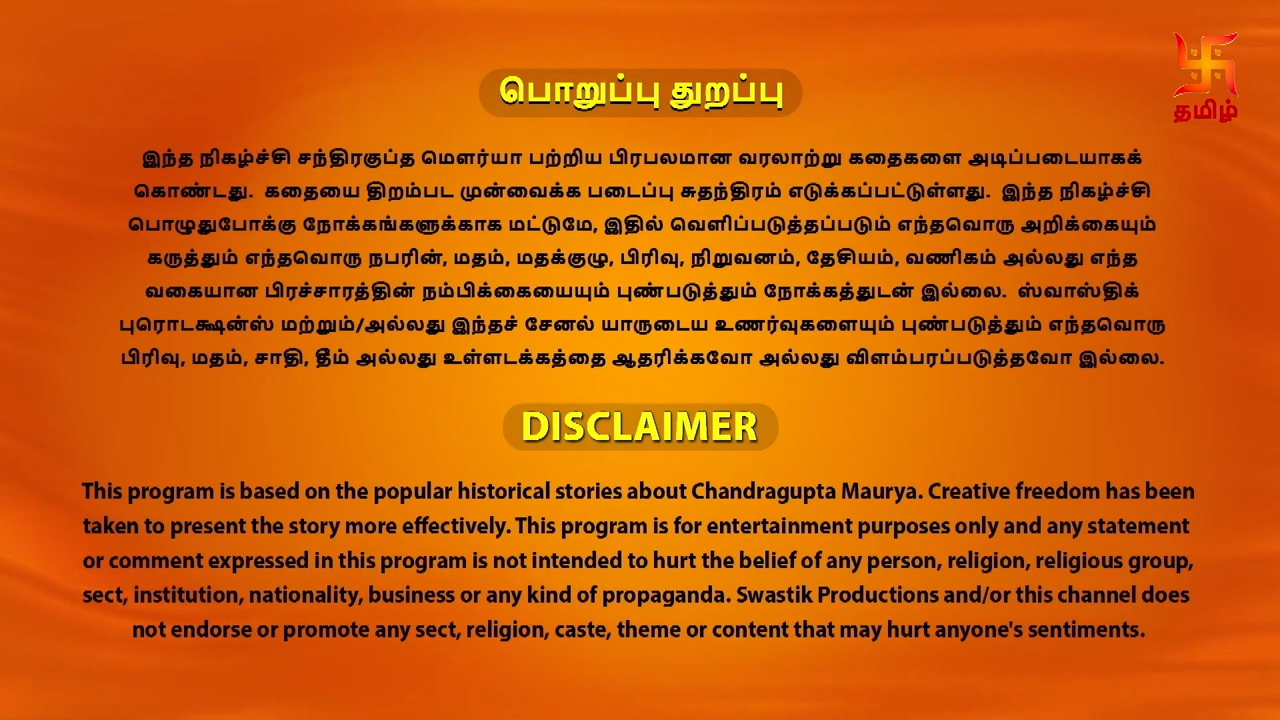 தமிழ்
பொறுப்பு துறப்பு
இந்த நிகழ்ச்சி சந்திரகுப்த மௌர்யா பற்றிய பிரபலமான வரலாற்று கதைகளை அடிப்படையாகக்
கொண்டது. கதையை திறம்பட முன்வைக்க படைப்பு சுதந்திரம் எடுக்கப்பட்டுள்ளது. இந்த நிகழ்ச்சி
பொழுதுபோக்கு நோக்கங்களுக்காக மட்டுமே, இதில் வெளிப்படுத்தப்படும் எந்தவொரு அறிக்கையும்
கருத்தும் எந்தவொரு நபரின், மதம், மதக்குழு, பிரிவு, நிறுவனம், தேசியம், வணிகம் அல்லது எந்த
வகையான பிரச்சாரத்தின் நம்பிக்கையையும் புண்படுத்தும் நோக்கத்துடன் இல்லை. ஸ்வாஸ்திக்
புரொடக்ஷன்ஸ் மற்றும்/அல்லது இந்தச் சேனல் யாருடைய உணர்வுகளையும் புண்படுத்தும் எந்தவொரு
பிரிவு, மதம், சாதி, தீம் அல்லது உள்ளடக்கத்தை ஆதரிக்கவோ அல்லது விளம்பரப்படுத்தவோ இல்லை.
DISCLAIMER
This program is based on the popular historical stories about Chandragupta Maurya. Creative freedom has been
taken to present the story more effectively. This program is for entertainment purposes only and any statement
or comment expressed in this program is not intended to hurt the belief of any person, religion, religious group,
sect, institution, nationality, business or any kind of propaganda. Swastik Productions and/or this channel does
not endorse or promote any sect, religion, caste, theme or content that may hurt anyone's sentiments.